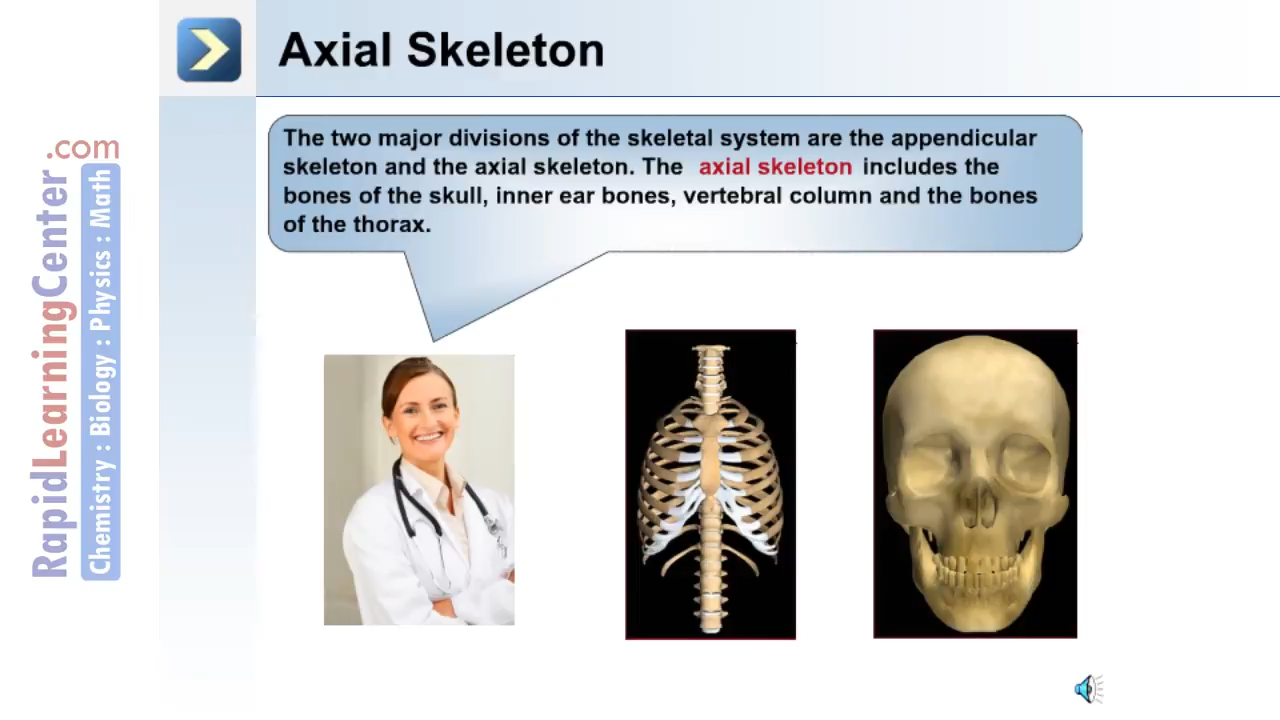 Axial Skeleton
The two major divisions of the skeletal system are the appendicular
skeleton and the axial skeleton. The axial skeleton includes the
bones of the skull, inner ear bones, vertebral column and the bones
of the thorax.
RapidLearningCenter.com
Chemistry : Biology : Physics : Math